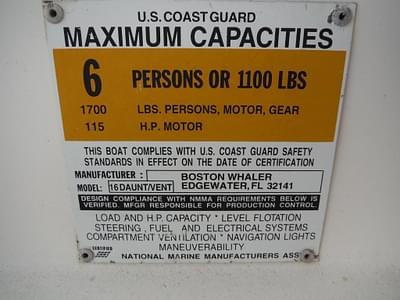 U.S. COAST GUARD
MAXIMUM CAPACITIES
6 PERSONS OR 1100 LBS
1700 LBS. PERSONS, MOTOR, GEAR
115 H.P. MOTOR
THIS BOAT COMPLIES WITH U.S. COAST GUARD SAFETY
STANDARDS IN EFFECT ON THE DATE OF CERTIFICATION
MANUFACTURER : BOSTON WHALER
MODEL: 16DAUNT/VENT EDGEWATER, FL 32141
DESIGN COMPLIANCE WITH NMMA REQUIREMENTS BELOW IS
VERIFIED. MFGR RESPONSIBLE FOR PRODUCTION CONTROL
LOAD AND H.P. CAPACITY * LEVEL FLOTATION
STEERING, FUEL AND ELECTRICAL SYSTEMS
COMPARTMENT VENTILATION * NAVIGATION LIGHTS
MANEUVERABILITY
CERTIFIED
NATIONAL MARINE MANUFACTURERS ASS